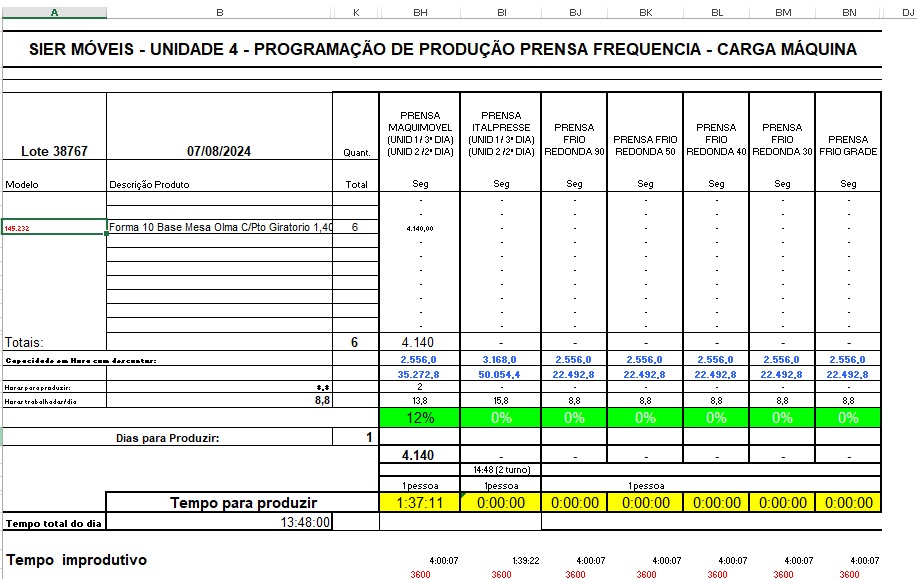 A B K BH BI BJ BK BL BM BN DJ
SIER MÓVEIS - UNIDADE 4 - PROGRAMAÇÃO DE PRODUÇÃO PRENSA FREQUENCIA - CARGA MÁQUINA
Lote 38767 07/08/2024 Quant. PRENSA MAQUIMOVEL (UNID 1 / 3ª DIA) (UNID 2 /2ª DIA) PRENSA ITALPRESSE (UNID 1 / 3ª DIA) (UNID 2 /2ª DIA) PRENSA FRIO REDONDA 90 PRENSA FRIO REDONDA 50 PRENSA FRIO REDONDA 40 PRENSA FRIO REDONDA 30 PRENSA FRIO GRADE
Modelo Descrição Produto Total Seg Seg Seg Seg Seg Seg Seg
- - - - - - -
- - - - - - -
145.232 Forma 10 Base Mesa Olma C/Pto Giratorio 1,40 6 4.140,00 - - - - - -
- - - - - - -
- - - - - - -
- - - - - - -
- - - - - - -
- - - - - - -
- - - - - - -
- - - - - - -
Totais: 6 4.140 - - - - - -
Capacidade em Hora com descontar: 2.556,0 3.168,0 2.556,0 2.556,0 2.556,0 2.556,0 2.556,0
35.272,8 50.054,4 22.492,8 22.492,8 22.492,8 22.492,8 22.492,8
Horas para produzir: 8,8 2 - - - - - -
Horas trabalhadas/dia 8,8 13,8 15,8 8,8 8,8 8,8 8,8 8,8
12% 0% 0% 0% 0% 0% 0%
Dias para Produzir: 1
4.140 - - - - - -
14:48 (2 turno)
1pessoa 1pessoa 1pessoa
Tempo para produzir 1:37:11 0:00:00 0:00:00 0:00:00 0:00:00 0:00:00 0:00:00
Tempo total do dia 13:48:00
Tempo improdutivo 4:00:07 1:39:22 4:00:07 4:00:07 4:00:07 4:00:07 4:00:07
3600 3600 3600 3600 3600 3600 3600